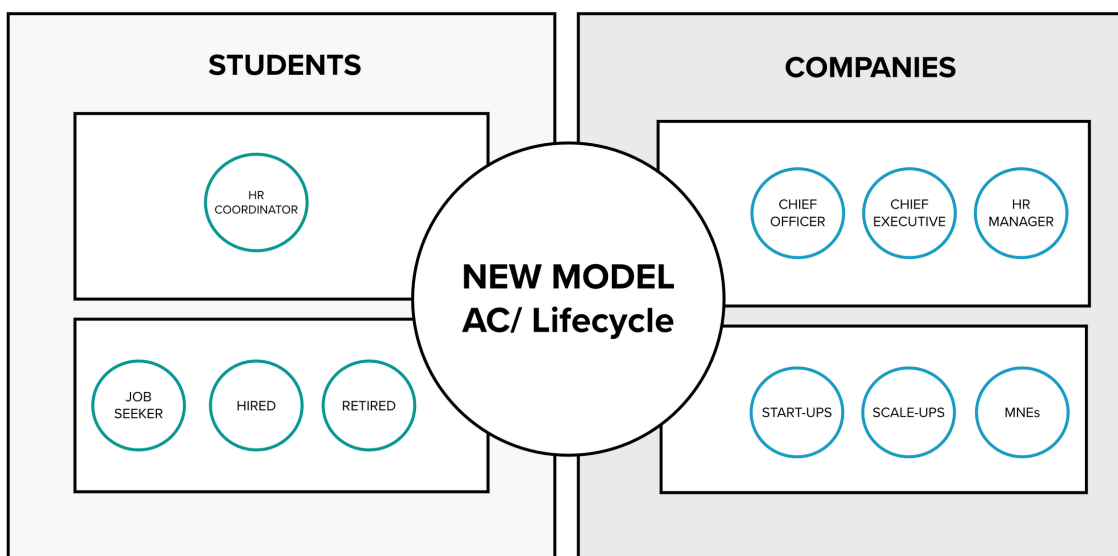 STUDENTS
HR
COORDINATOR
JOB
SEEKER
HIRED
RETIRED
NEW MODEL
AC/ Lifecycle
COMPANIES
CHIEF
OFFICER
CHIEF
EXECUTIVE
HR
MANAGER
START-UPS
SCALE-UPS
MNEs